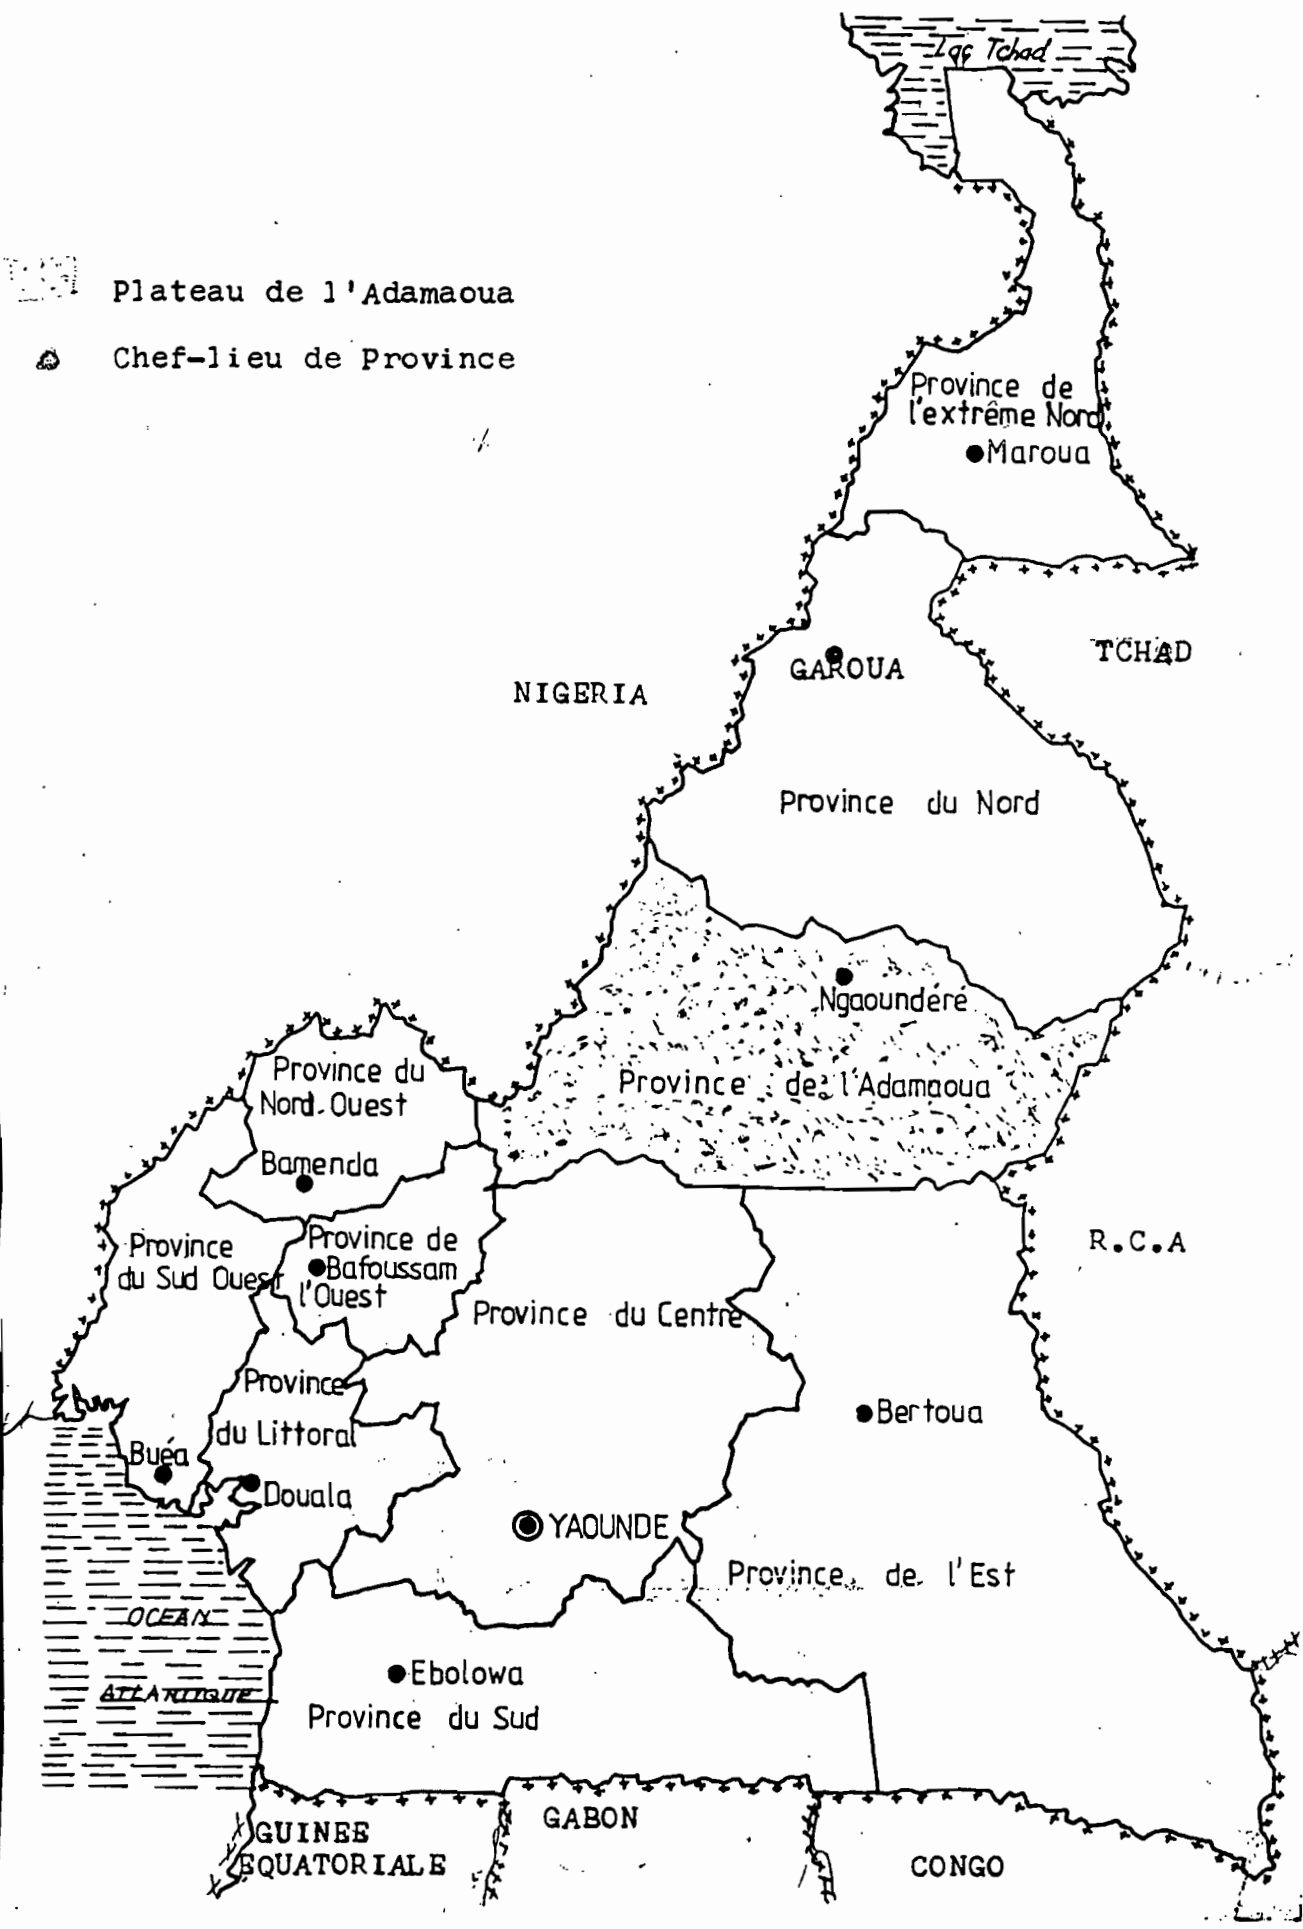 Lac Tchad
Plateau de l'Adamaoua
Chef-lieu de Province
Province de
l'extrême Nord
Maroua
TCHAD
GAROUA
NIGERIA
Province du Nord
Ngaoundéré
Province de l'Adamaoua
Province du
Nord-Ouest
Bamenda
R.C.A
Province
du Sud Ouest
Province de
Bafoussam
l'Ouest
Province du Centre
Province
du Littoral
Bertoua
Buéa
Douala
YAOUNDE
Province de l'Est
OCEAN
ATLANTIQUE
Ebolowa
Province du Sud
GUINEE
EQUATORIALE
GABON
CONGO